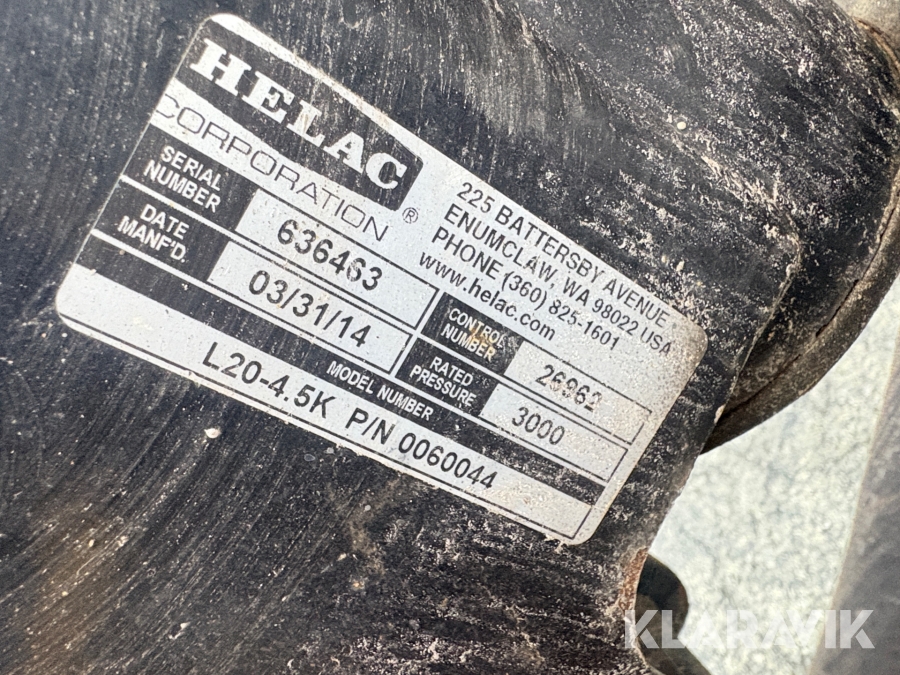 HELAC®
CORPORATION
225 BATTERSBY AVENUE
ENUMCLAW, WA 98022 USA
PHONE (360) 825-1601
www.helac.com
SERIAL NUMBER 636463
CONTROL NUMBER 26862
DATE MANF'D. 03/31/14
RATED PRESSURE 3000
MODEL NUMBER
L20-4.5K P/N 0060044
KLARAVIK